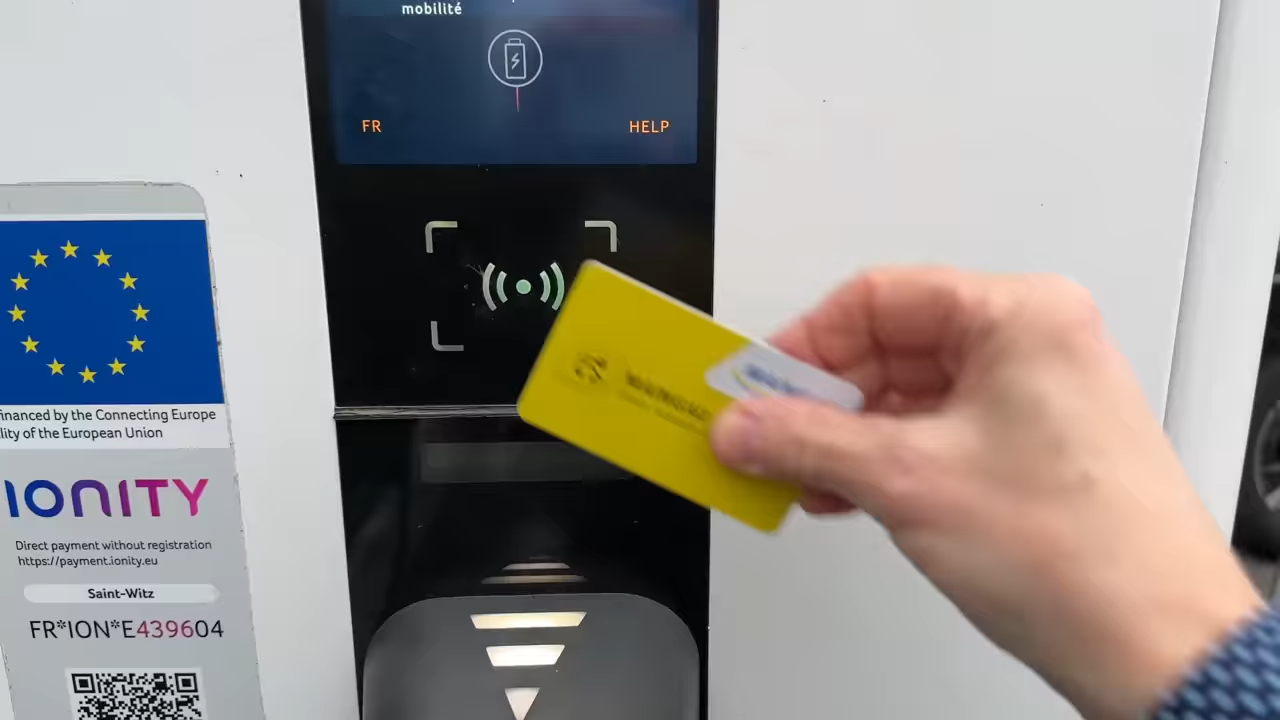 mobilité
FR
HELP
financed by the Connecting Europe
lity of the European Union
IONITY
Direct payment without registration
https://payment.ionity.eu
Saint-Witz
FR*ION*E439604